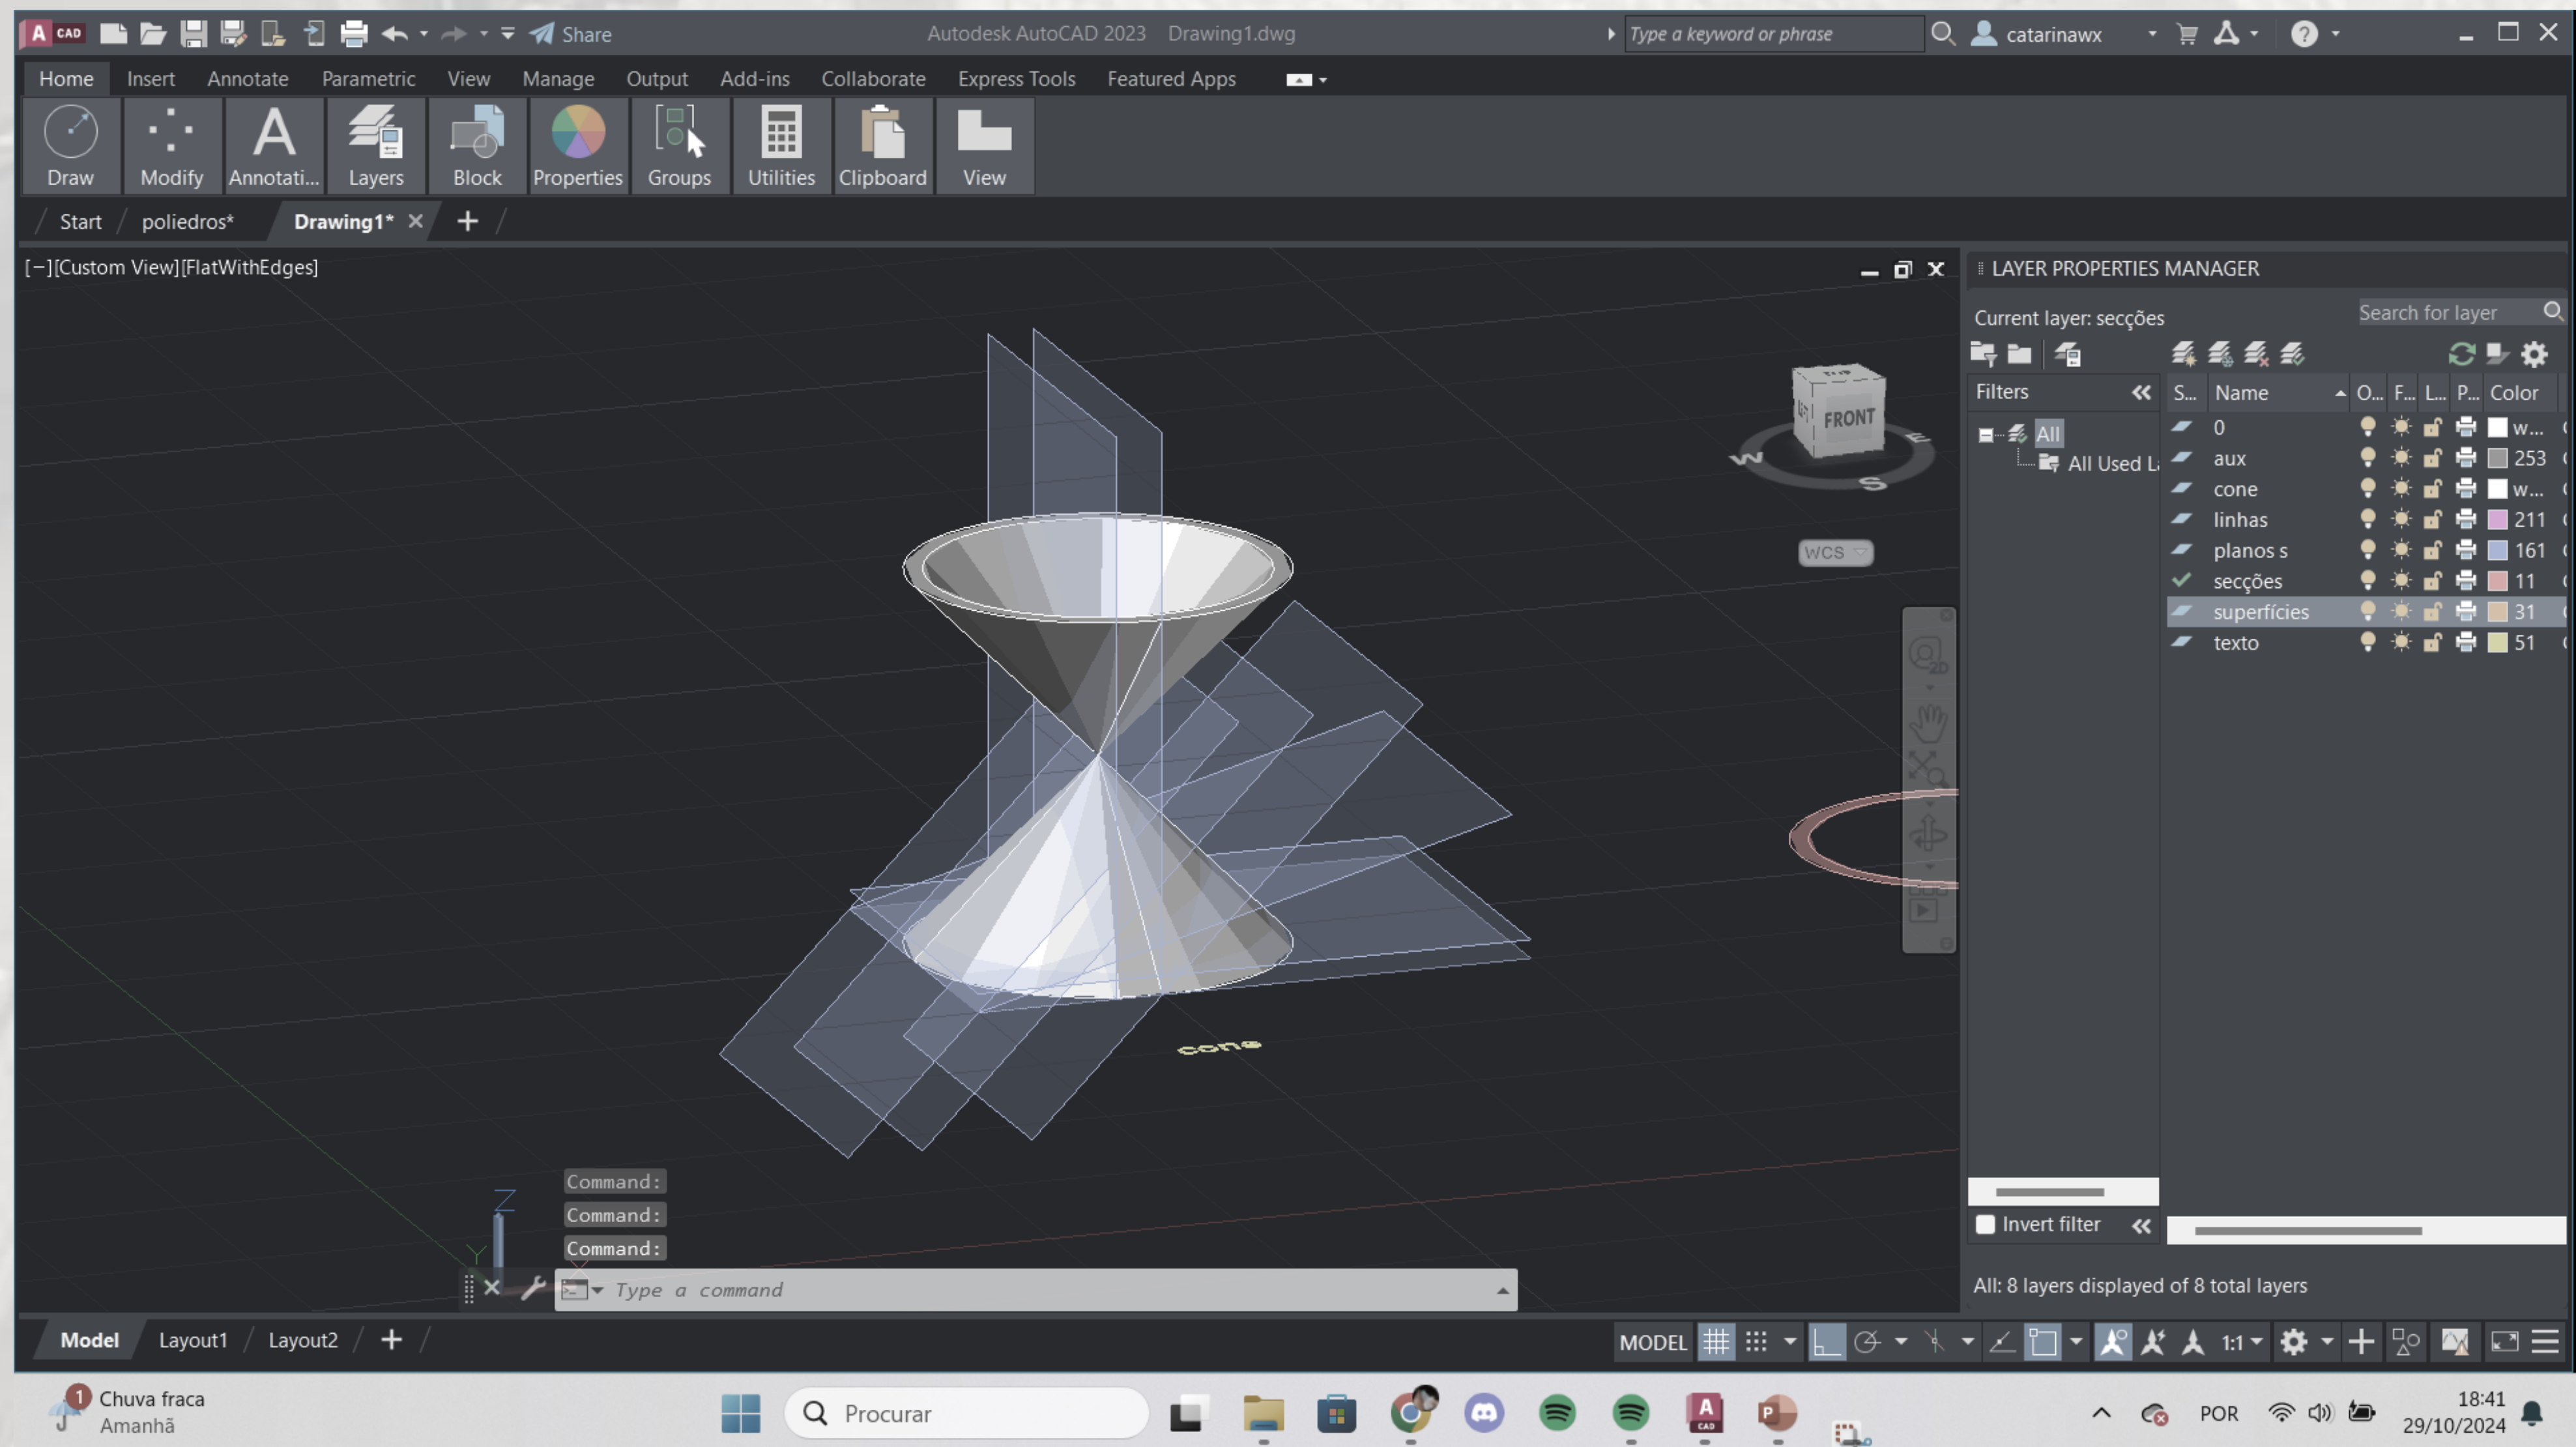 A CAD
Share
Autodesk AutoCAD 2023 Drawing1.dwg
Type a keyword or phrase
catarinawx
Home Insert Annotate Parametric View Manage Output Add-ins Collaborate Express Tools Featured Apps
Draw Modify Annotati... Layers Block Properties Groups Utilities Clipboard View
Start poliedros* Drawing1*
[−][Custom View][FlatWithEdges]
TOP
LEFT
FRONT
W
S
E
WCS
2D
cone
Z
Y
X
Command:
Command:
Command:
Type a command
LAYER PROPERTIES MANAGER
Current layer: secções
Search for layer
Filters
All
All Used L
S... Name O... F... L... P... Color
0 w...
aux 253
cone w...
linhas 211
planos s 161
secções 11
superfícies 31
texto 51
Invert filter
All: 8 layers displayed of 8 total layers
Model Layout1 Layout2
MODEL 1:1
1
Chuva fraca
Amanhã
Procurar
A CAD
P
POR
18:41
29/10/2024